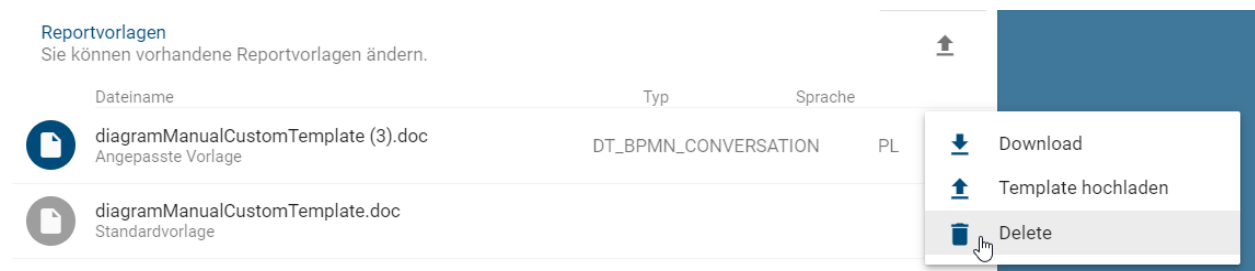 Reportvorlagen
Sie können vorhandene Reportvorlagen ändern.
Dateiname Typ Sprache
diagramManualCustomTemplate (3).doc DT_BPMN_CONVERSATION PL
Angepasste Vorlage
Download
Template hochladen
diagramManualCustomTemplate.doc
Standardvorlage
Delete